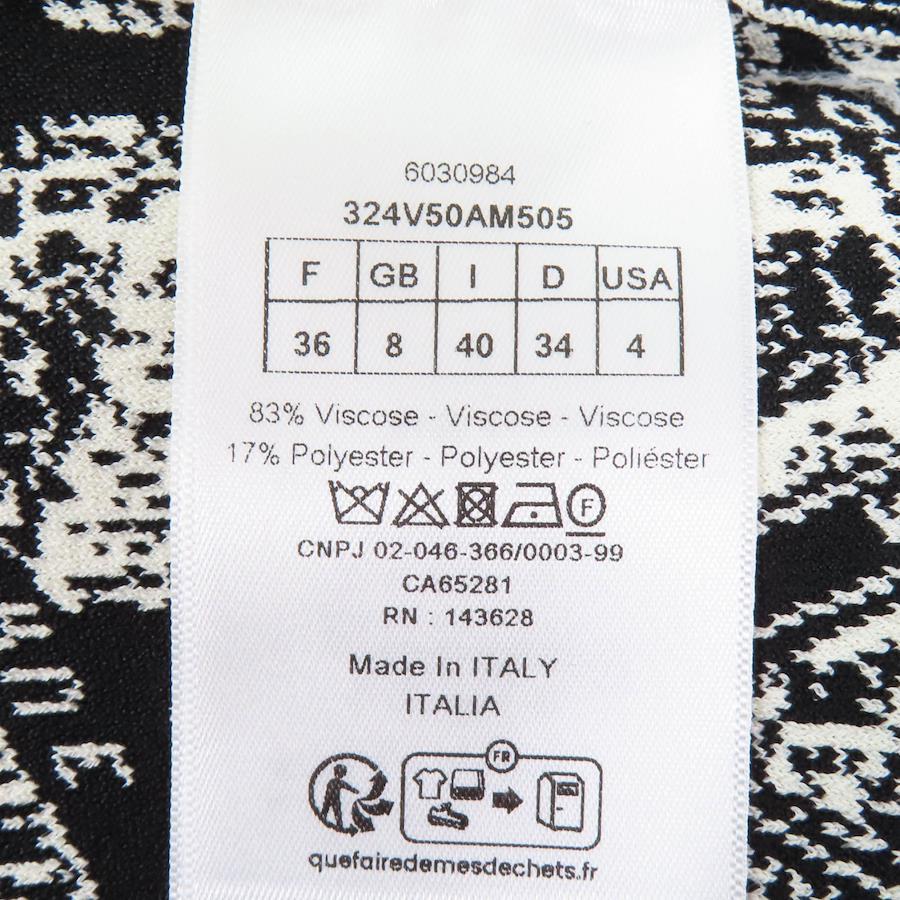 6030984
324V50AM505
F GB I D USA
36 8 40 34 4
83% Viscose - Viscose - Viscose
17% Polyester - Polyester - Poliéster
F
CNPJ 02-046-366/0003-99
CA65281
RN : 143628
Made In ITALY
ITALIA
FR
quefairedemesdechets.fr